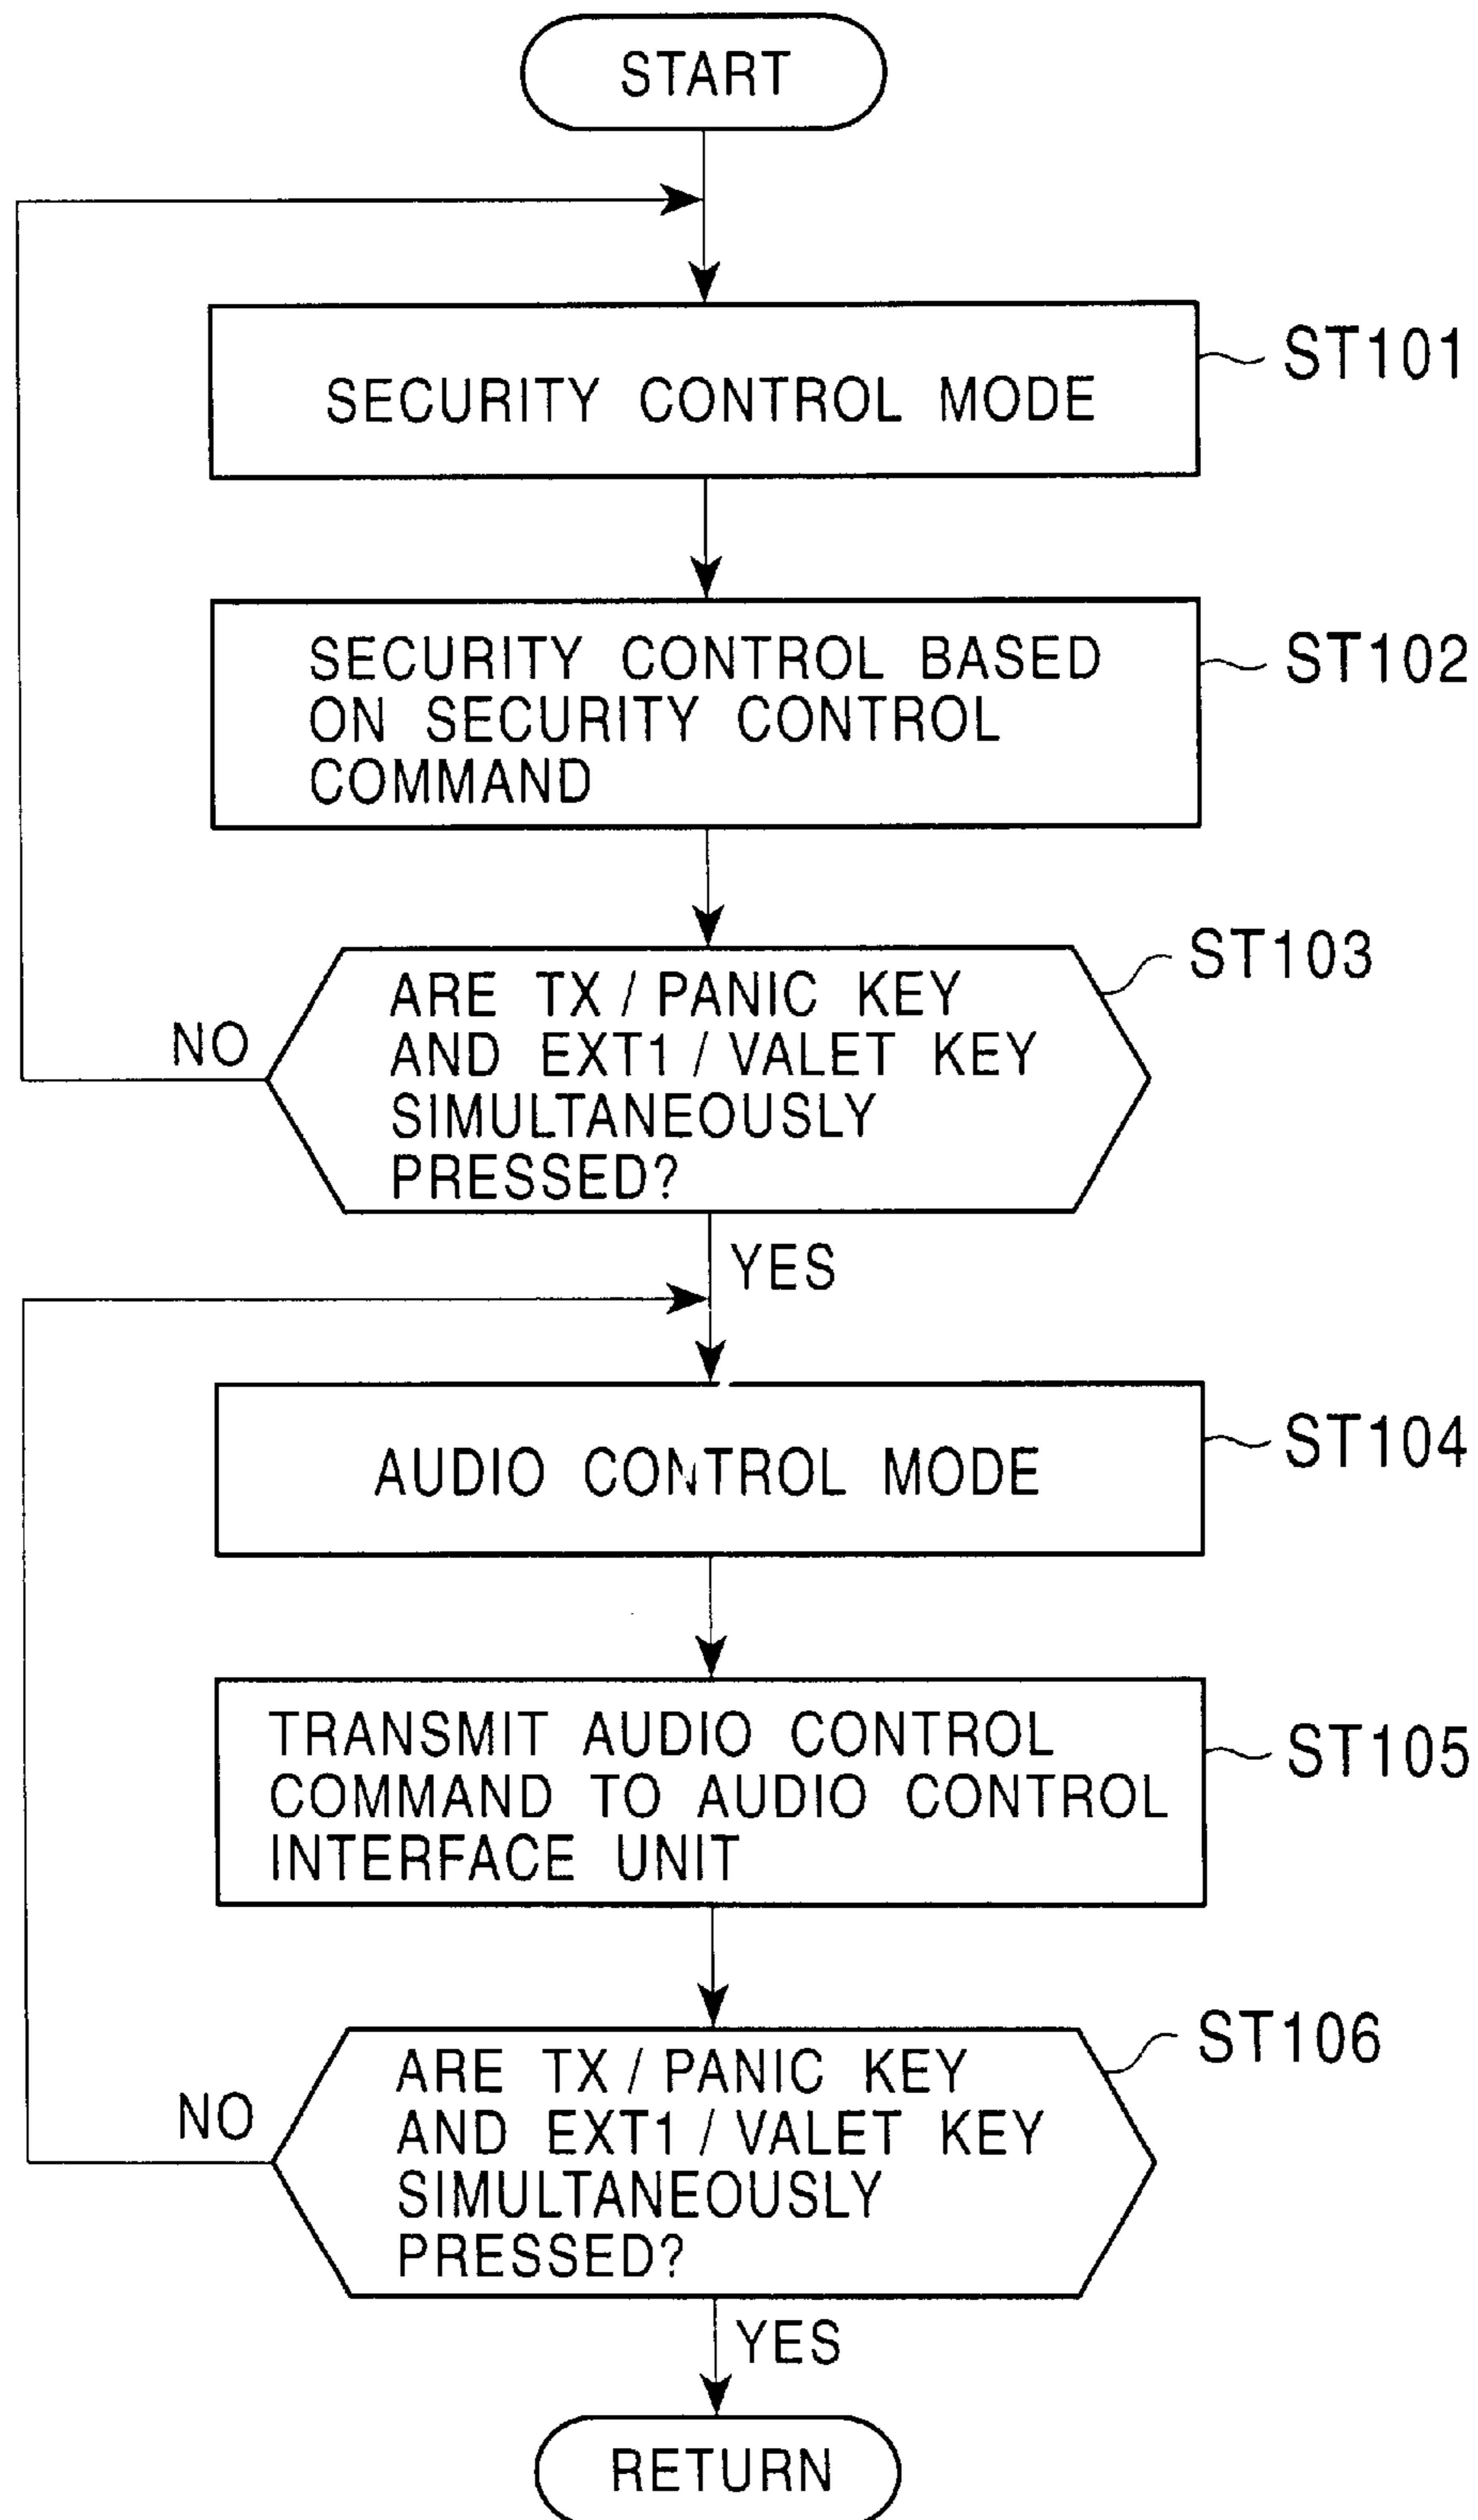 START
SECURITY CONTROL MODE
ST101
SECURITY CONTROL BASED
ON SECURITY CONTROL
COMMAND
ST102
ARE TX / PANIC KEY
AND EXT1 / VALET KEY
SIMULTANEOUSLY
PRESSED?
ST103
NO
YES
AUDIO CONTROL MODE
ST104
TRANSMIT AUDIO CONTROL
COMMAND TO AUDIO CONTROL
INTERFACE UNIT
ST105
ARE TX / PANIC KEY
AND EXT1 / VALET KEY
SIMULTANEOUSLY
PRESSED?
ST106
NO
YES
RETURN